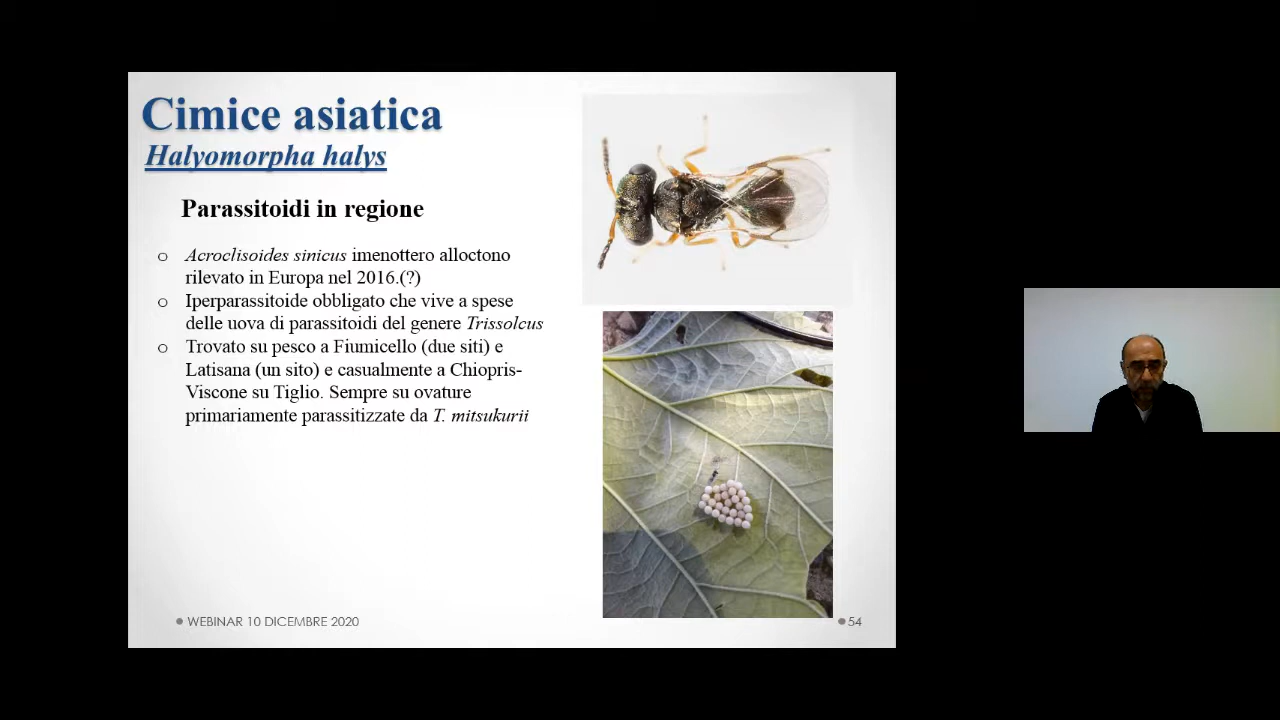 Cimice asiatica
Halyomorpha halys
Parassitoidi in regione
o Acroclisoides sinicus imenottero alloctono
rilevato in Europa nel 2016.(?)
o Iperparassitoide obbligato che vive a spese
delle uova di parassitoidi del genere Trissolcus
o Trovato su pesco a Fiumicello (due siti) e
Latisana (un sito) e casualmente a Chiopris-
Viscone su Tiglio. Sempre su ovature
primariamente parassitizzate da T. mitsukurii
● WEBINAR 10 DICEMBRE 2020
● 54